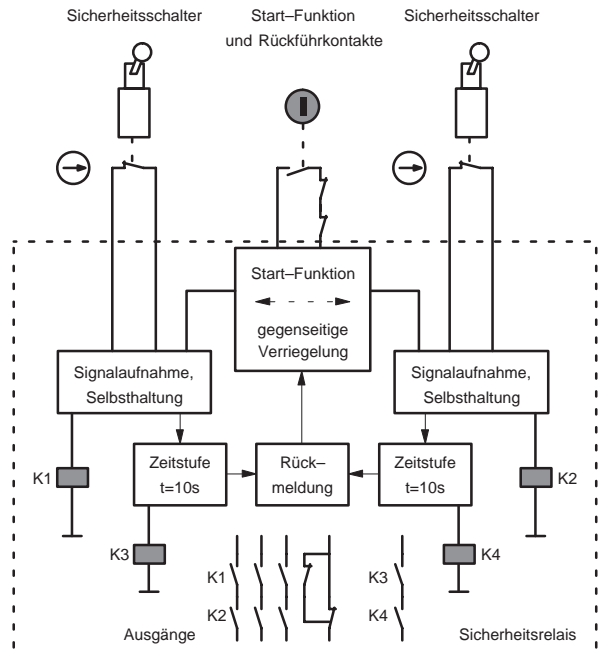 Sicherheitsschalter
Start–Funktion
und Rückführkontakte
Sicherheitsschalter
Start–Funktion
gegenseitige
Verriegelung
Signalaufnahme,
Selbsthaltung
Signalaufnahme,
Selbsthaltung
K1
Zeitstufe
t=10s
Rück–
meldung
Zeitstufe
t=10s
K2
K3
K4
K1
K3
K2
K4
Ausgänge
Sicherheitsrelais